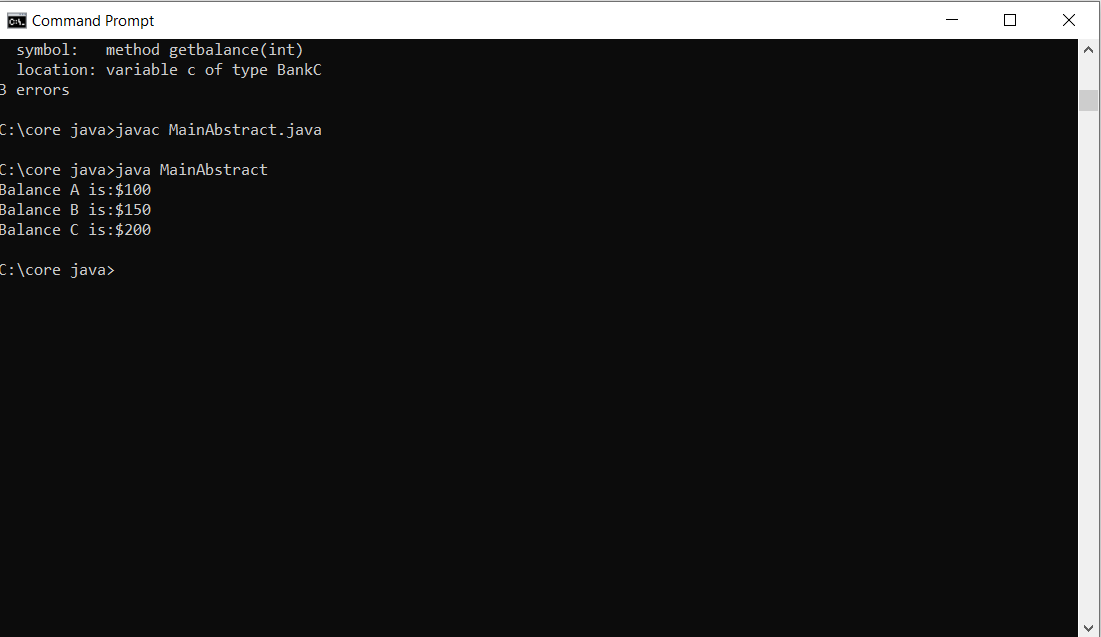 Command Prompt
symbol:   method getbalance(int)
location: variable c of type BankC
3 errors
C:\core java>javac MainAbstract.java
C:\core java>java MainAbstract
Balance A is:$100
Balance B is:$150
Balance C is:$200
C:\core java>